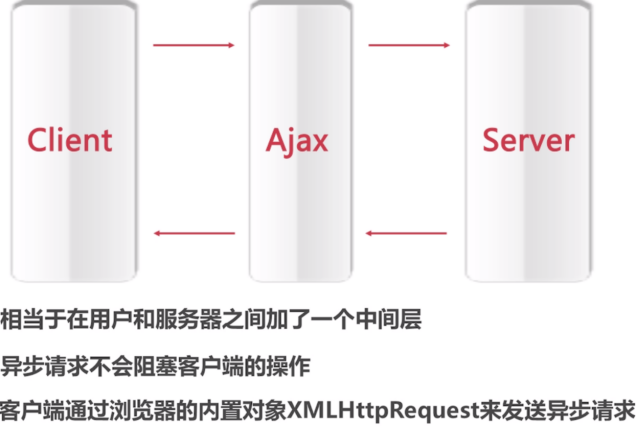 Client
Ajax
Server
相当于在用户和服务器之间加了一个中间层
异步请求不会阻塞客户端的操作
客户端通过浏览器的内置对象XMLHttpRequest来发送异步请求